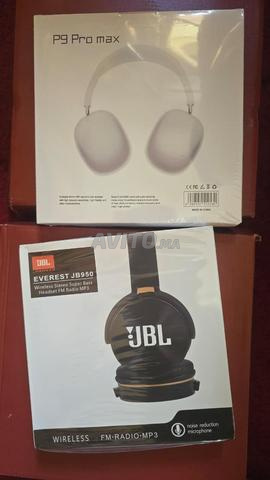 P9 Pro max
AVITO.ma
MADE IN CHINA
JBL
EVEREST JB950
Wireless Stereo Super Bass
Headset FM Radio MP3
JBL
WIRELESS FM-RADIO-MP3
noise reduction
microphone